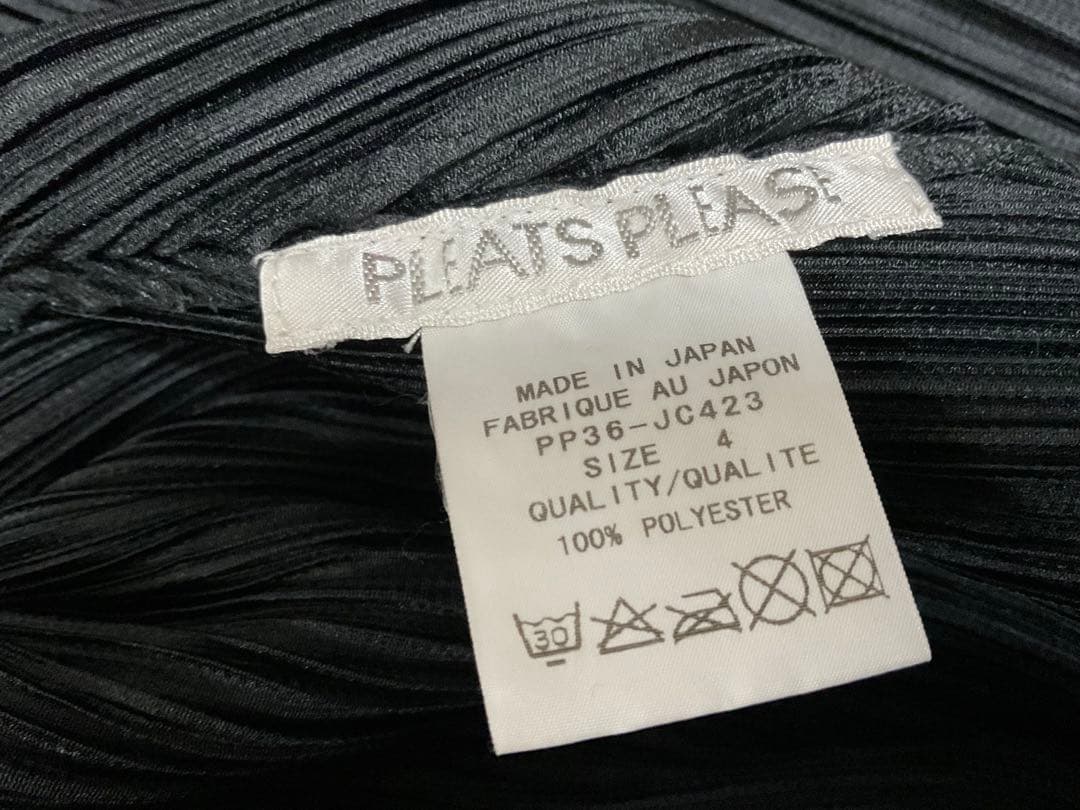 PLEATS PLEASE
MADE IN JAPAN
FABRIQUE AU JAPON
PP36-JC423
SIZE 4
QUALITY/QUALITE
100% POLYESTER
30